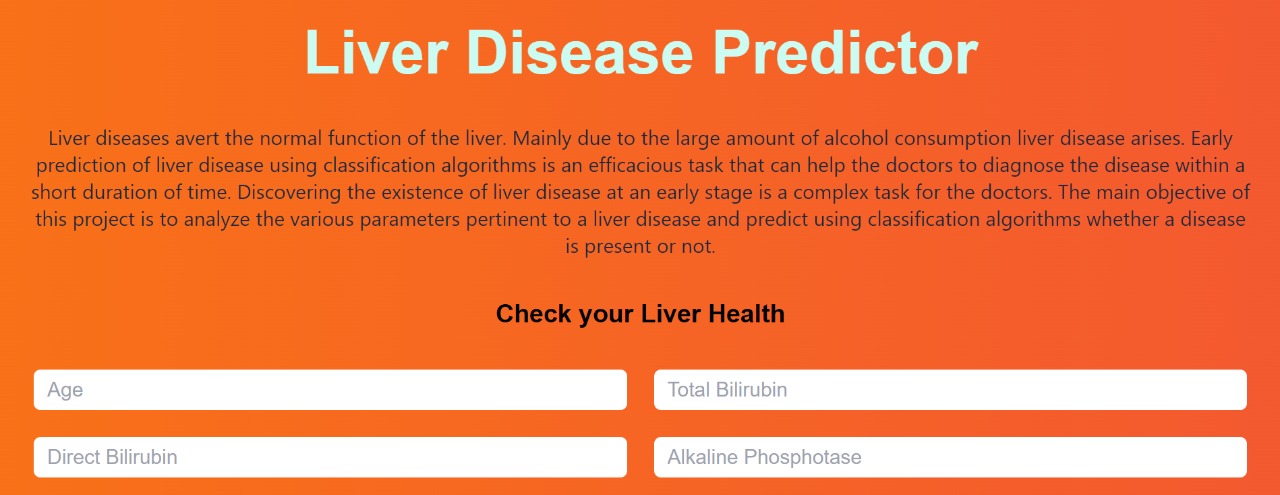 Liver Disease Predictor
Liver diseases avert the normal function of the liver. Mainly due to the large amount of alcohol consumption liver disease arises. Early
prediction of liver disease using classification algorithms is an efficacious task that can help the doctors to diagnose the disease within a
short duration of time. Discovering the existence of liver disease at an early stage is a complex task for the doctors. The main objective of
this project is to analyze the various parameters pertinent to a liver disease and predict using classification algorithms whether a disease
is present or not.
Check your Liver Health
Age
Total Bilirubin
Direct Bilirubin
Alkaline Phosphotase